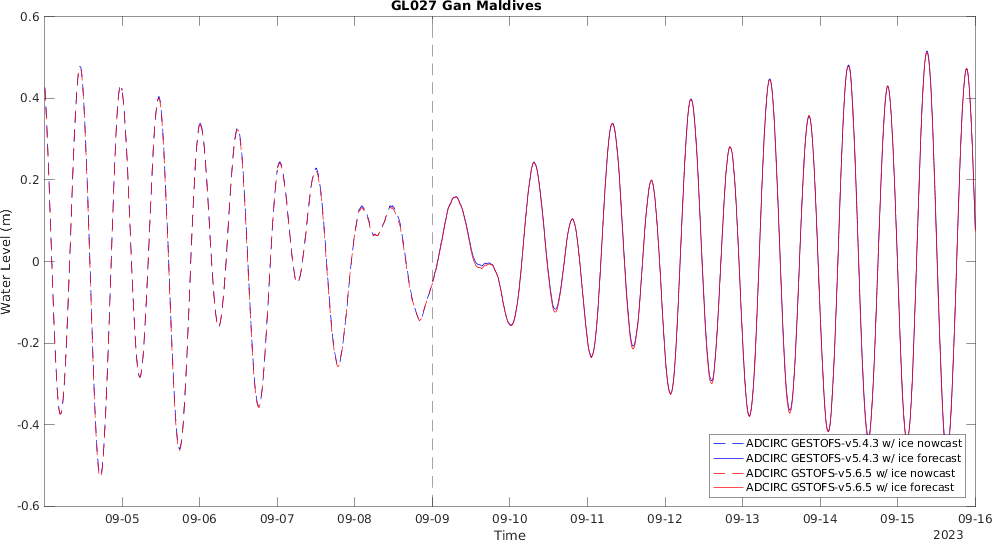 GL027 Gan Maldives
0.6
0.4
0.2
0
-0.2
-0.4
-0.6
Water Level (m)
09-05 09-06 09-07 09-08 09-09 09-10 09-11 09-12 09-13 09-14 09-15 09-16
Time
2023
ADCIRC GESTOFS-v5.4.3 w/ ice nowcast
ADCIRC GESTOFS-v5.4.3 w/ ice forecast
ADCIRC GSTOFS-v5.6.5 w/ ice nowcast
ADCIRC GSTOFS-v5.6.5 w/ ice forecast